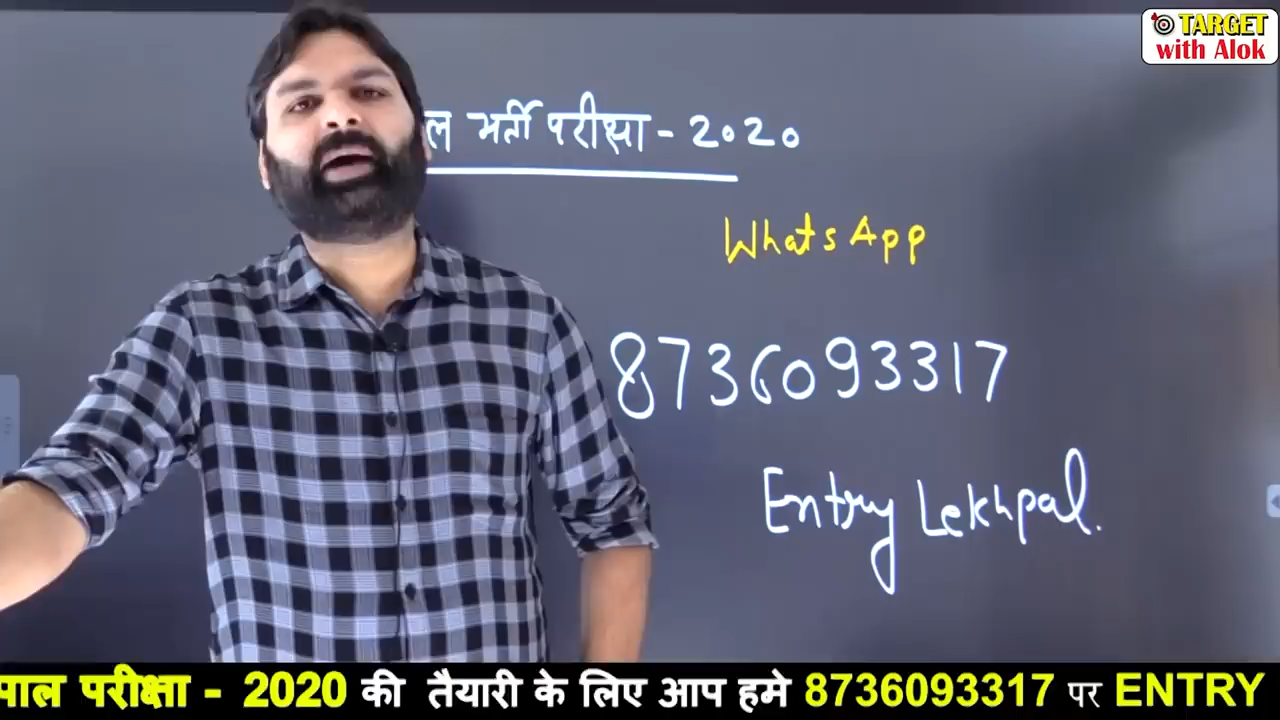 TARGET
with Alok
ल भर्ती परीक्षा - 2020
WhatsApp
8736093317
Entry Lekhpal.
पाल परीक्षा - 2020 की तैयारी के लिए आप हमे 8736093317 पर ENTRY